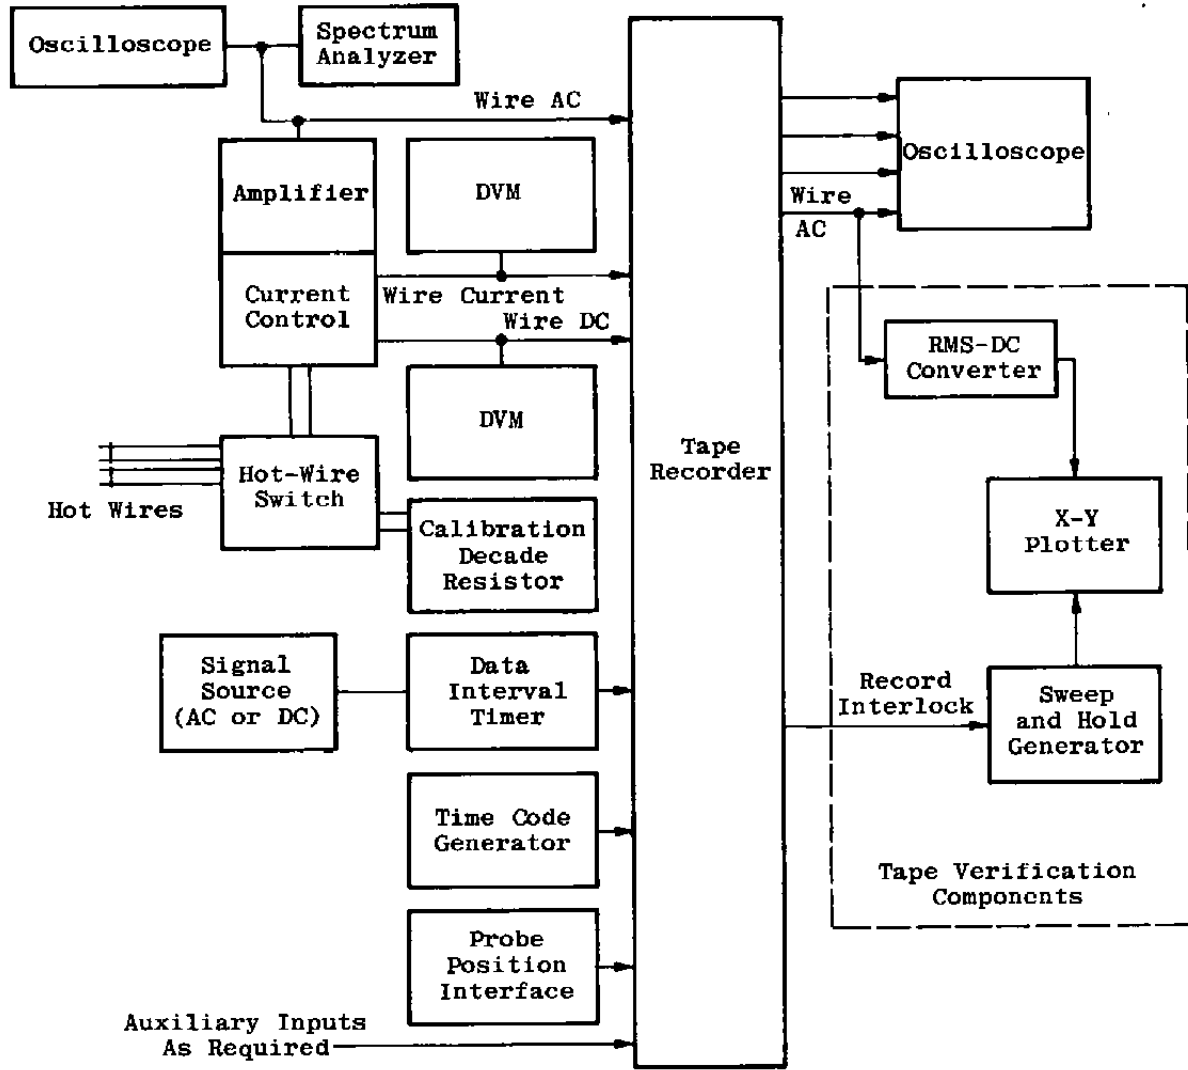 Oscilloscope
Spectrum
Analyzer
Wire AC
Amplifier
DVM
Oscilloscope
Wire
AC
Current
Control
Wire Current
Wire DC
RMS-DC
Converter
DVM
Tape
Recorder
Hot-Wire
Switch
Hot Wires
X-Y
Plotter
Calibration
Decade
Resistor
Signal
Source
(AC or DC)
Data
Interval
Timer
Record
Interlock
Sweep
and Hold
Generator
Time Code
Generator
Tape Verification
Components
Probe
Position
Interface
Auxiliary Inputs
As Required